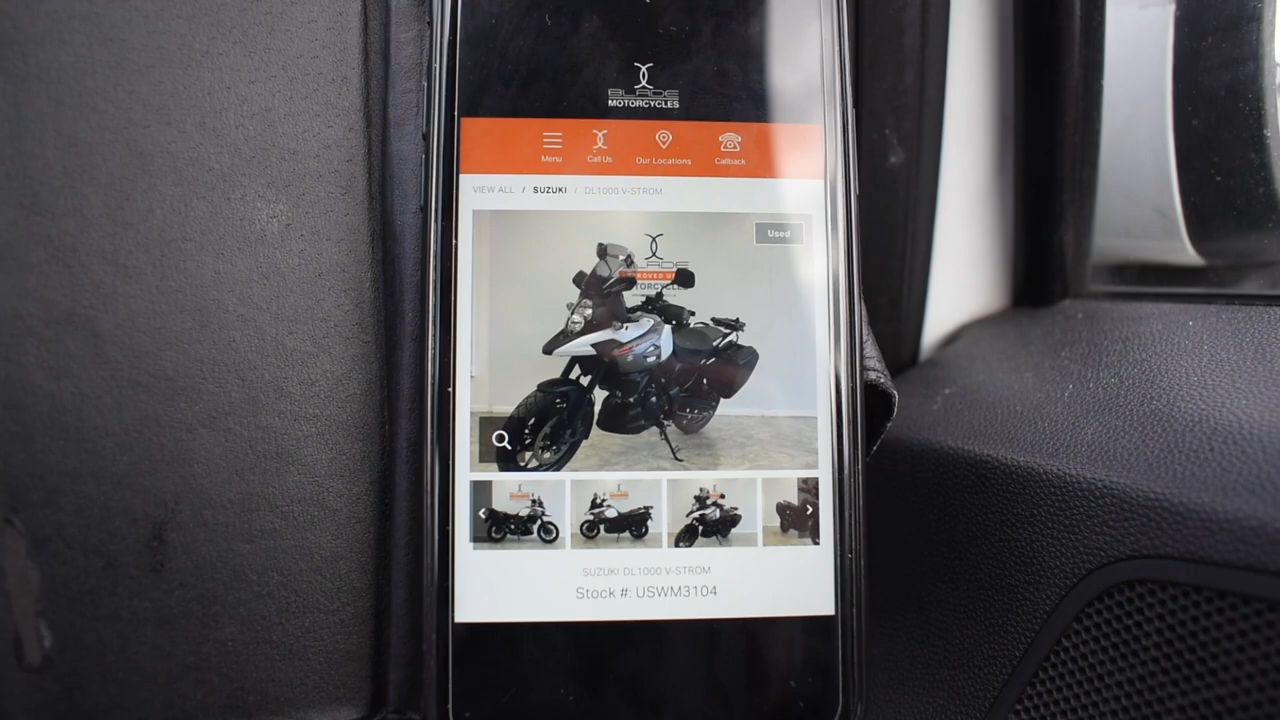 BLADE
MOTORCYCLES
Menu
Call Us
Our Locations
Callback
VIEW ALL / SUZUKI / DL1000 V-STROM
Used
SUZUKI DL1000 V-STROM
Stock #: USWM3104